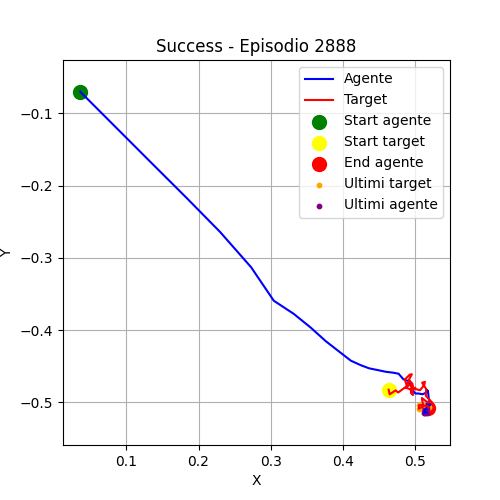 Success - Episodio 2888
Agente
Target
Start agente
Start target
End agente
Ultimi target
Ultimi agente
−0.1
−0.2
−0.3
−0.4
−0.5
Y
0.1 0.2 0.3 0.4 0.5
X